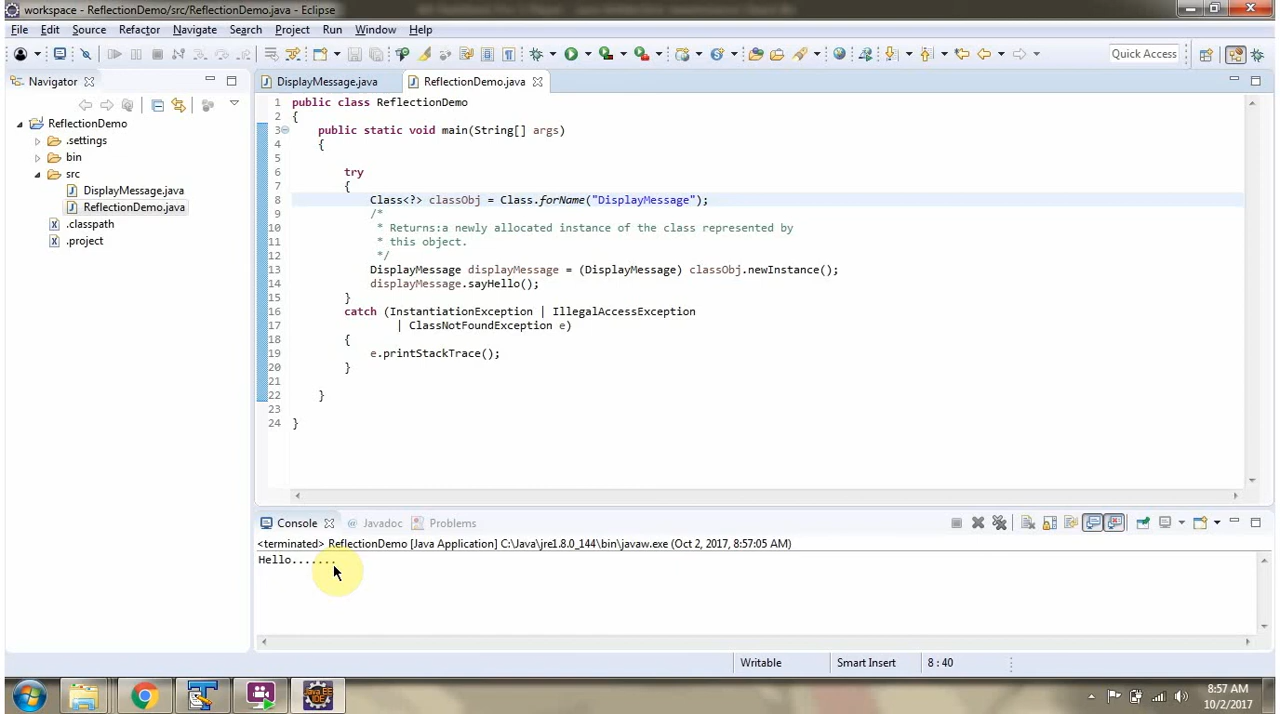 workspace - ReflectionDemo/src/ReflectionDemo.java - Eclipse
File Edit Source Refactor Navigate Search Project Run Window Help
Quick Access
Navigator
DisplayMessage.java
ReflectionDemo.java
ReflectionDemo
.settings
bin
src
DisplayMessage.java
ReflectionDemo.java
.classpath
.project
1 public class ReflectionDemo
2 {
3 public static void main(String[] args)
4 {
5
6 try
7 {
8 Class<?> classObj = Class.forName("DisplayMessage");
9 /*
10 * Returns:a newly allocated instance of the class represented by
11 * this object.
12 */
13 DisplayMessage displayMessage = (DisplayMessage) classObj.newInstance();
14 displayMessage.sayHello();
15 }
16 catch (InstantiationException | IllegalAccessException
17 | ClassNotFoundException e)
18 {
19 e.printStackTrace();
20 }
21
22 }
23
24 }
Console
Javadoc
Problems
<terminated> ReflectionDemo [Java Application] C:\Java\jre1.8.0_144\bin\javaw.exe (Oct 2, 2017, 8:57:05 AM)
Hello.......
Writable
Smart Insert
8 : 40
Java EE
IDE
8:57 AM
10/2/2017